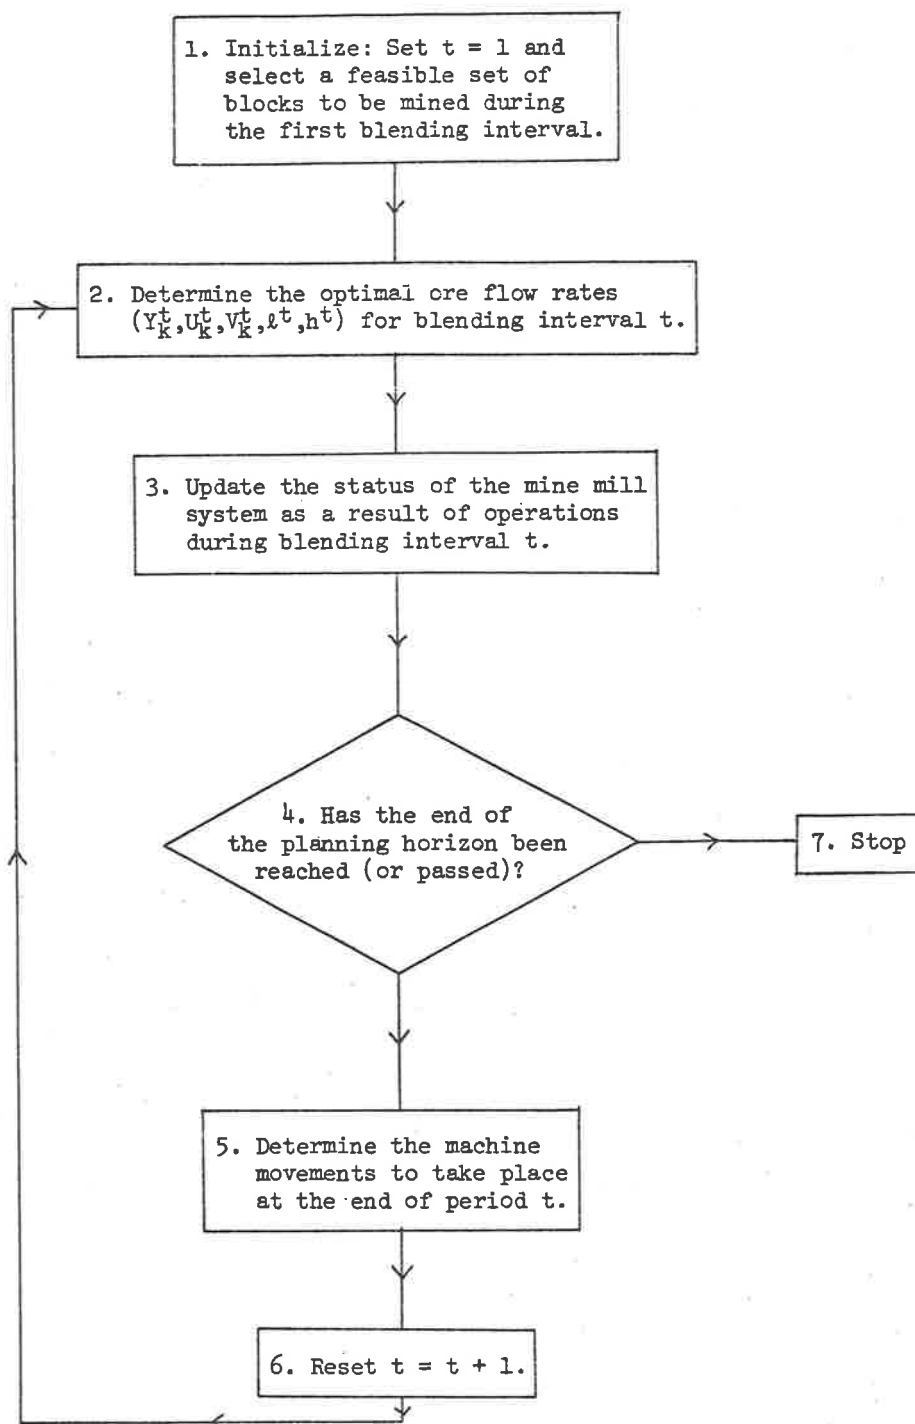 1. Initialize: Set t = 1 and
select a feasible set of
blocks to be mined during
the first blending interval.
2. Determine the optimal ore flow rates
(Y_k^t,U_k^t,V_k^t,ℓ^t,h^t) for blending interval t.
3. Update the status of the mine mill
system as a result of operations
during blending interval t.
4. Has the end of
the planning horizon been
reached (or passed)?
7. Stop
5. Determine the machine
movements to take place
at the end of period t.
6. Reset t = t + 1.